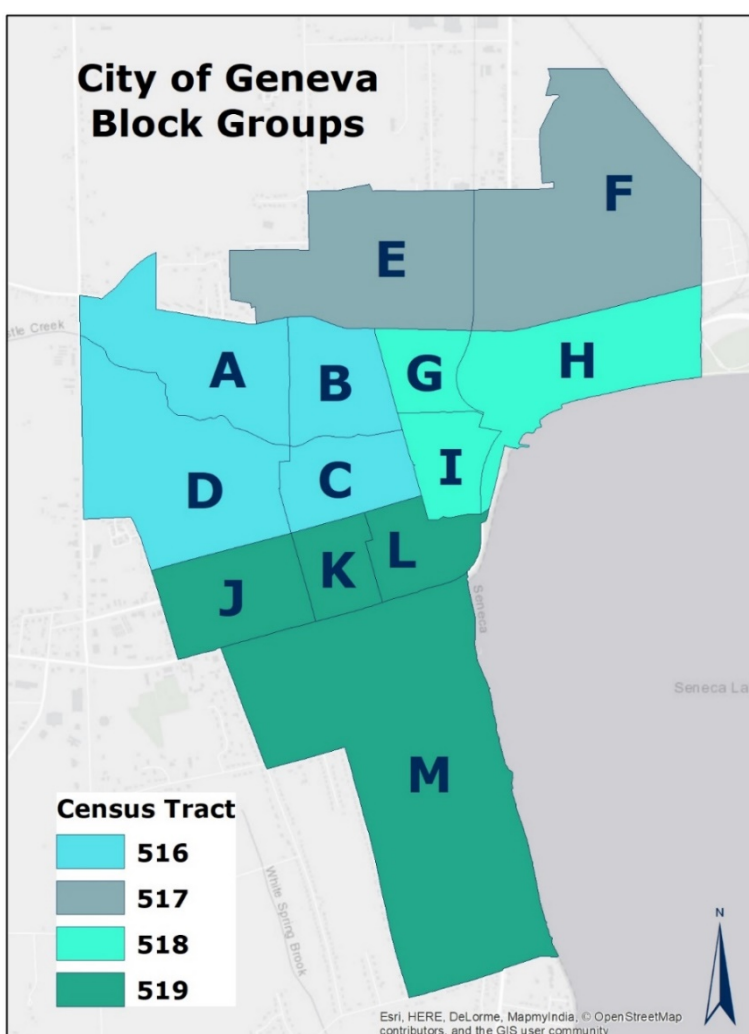 City of Geneva
Block Groups
F
E
A
B
G
H
D
C
I
J
K
L
Seneca
Seneca La
M
Census Tract
516
517
518
519
White Spring Brook
N
tle Creek
Esri, HERE, DeLorme, MapmyIndia, © OpenStreetMap
contributors, and the GIS user community